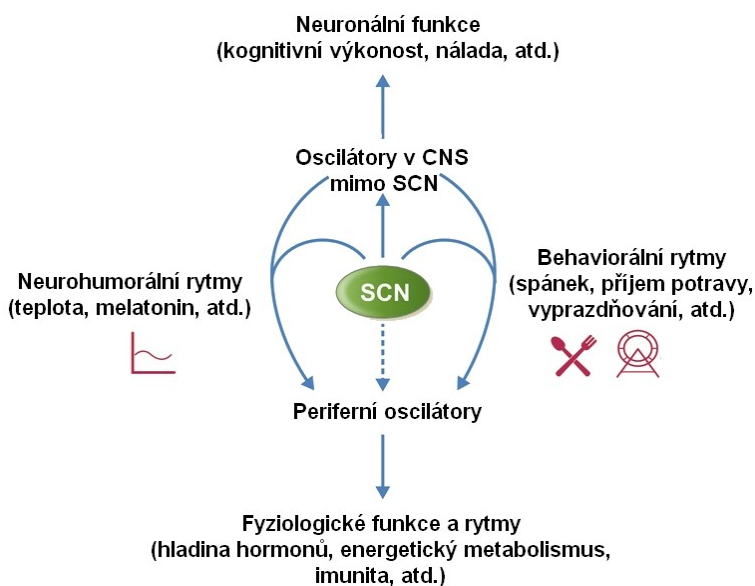 Neuronální funkce
(kognitivní výkonost, nálada, atd.)
Oscilátory v CNS
mimo SCN
Neurohumorální rytmy
(teplota, melatonin, atd.)
SCN
Behaviorální rytmy
(spánek, příjem potravy,
vyprazdňování, atd.)
Periferní oscilátory
Fyziologické funkce a rytmy
(hladina hormonů, energetický metabolismus,
imunita, atd.)